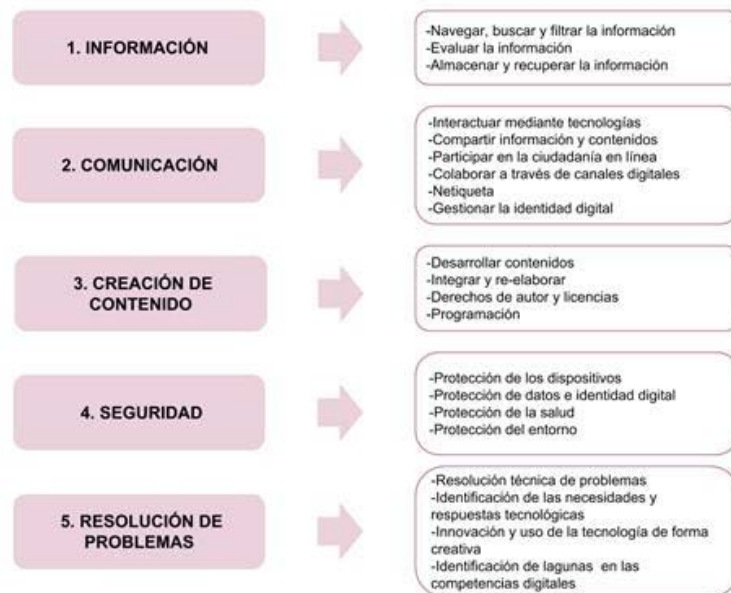 1. INFORMACIÓN
-Navegar, buscar y filtrar la información
-Evaluar la información
-Almacenar y recuperar la información
2. COMUNICACIÓN
-Interactuar mediante tecnologías
-Compartir información y contenidos
-Participar en la ciudadanía en línea
-Colaborar a través de canales digitales
-Netiqueta
-Gestionar la identidad digital
3. CREACIÓN DE
CONTENIDO
-Desarrollar contenidos
-Integrar y re-elaborar
-Derechos de autor y licencias
-Programación
4. SEGURIDAD
-Protección de los dispositivos
-Protección de datos e identidad digital
-Protección de la salud
-Protección del entorno
5. RESOLUCIÓN DE
PROBLEMAS
-Resolución técnica de problemas
-Identificación de las necesidades y
respuestas tecnológicas
-Innovación y uso de la tecnología de forma
creativa
-Identificación de lagunas en las
competencias digitales